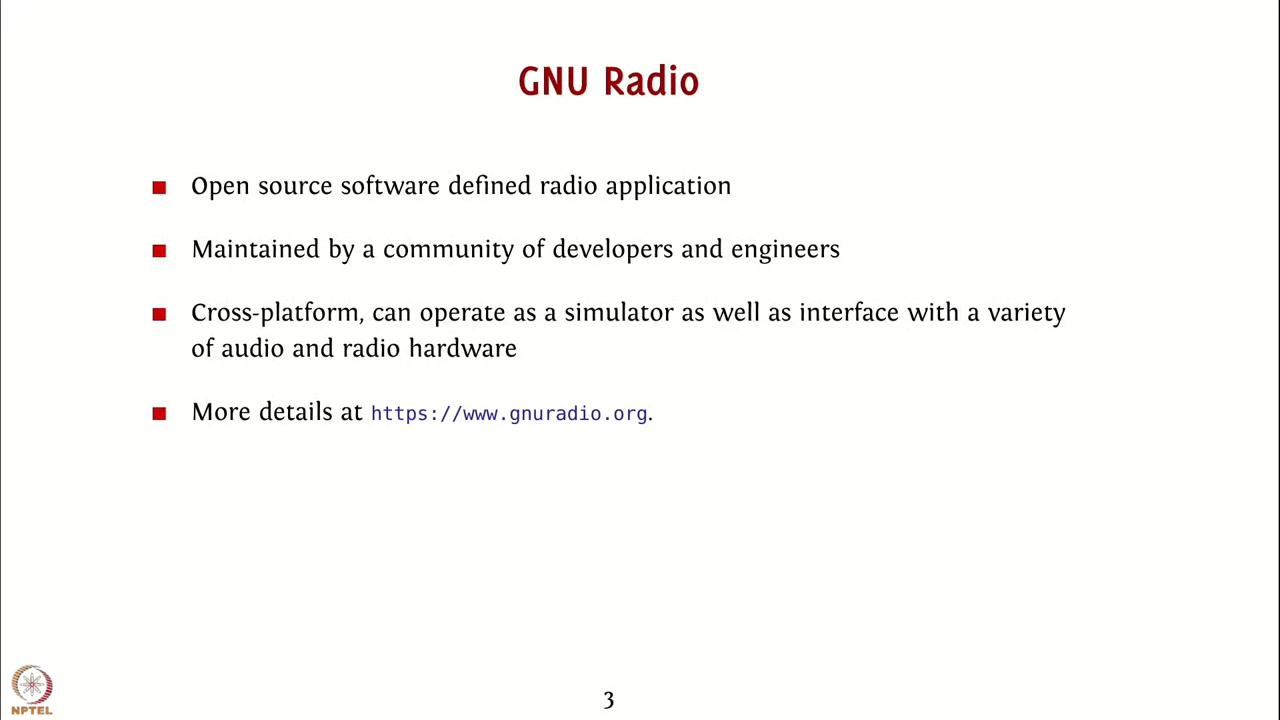 GNU Radio
Open source software defined radio application
Maintained by a community of developers and engineers
Cross-platform, can operate as a simulator as well as interface with a variety
of audio and radio hardware
More details at https://www.gnuradio.org.
NPTEL
3